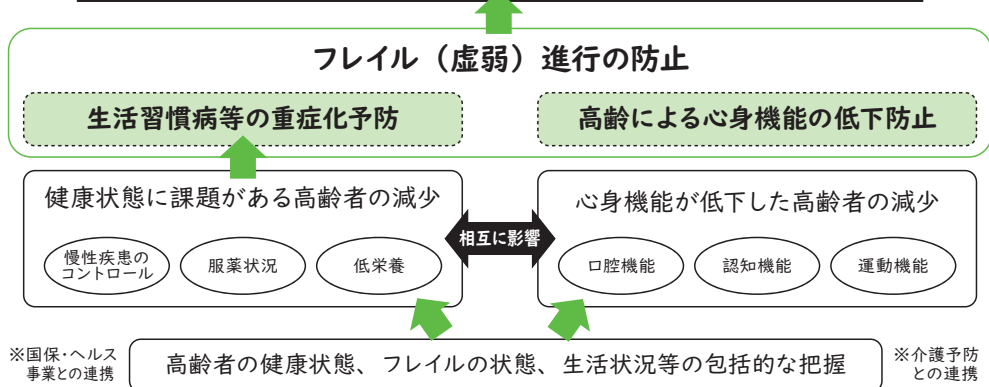 フレイル（虚弱）進行の防止
生活習慣病等の重症化予防
高齢による心身機能の低下防止
健康状態に課題がある高齢者の減少
慢性疾患の
コントロール
服薬状況
低栄養
相互に影響
心身機能が低下した高齢者の減少
口腔機能
認知機能
運動機能
※国保・ヘルス
事業との連携
高齢者の健康状態、フレイルの状態、生活状況等の包括的な把握
※介護予防
との連携